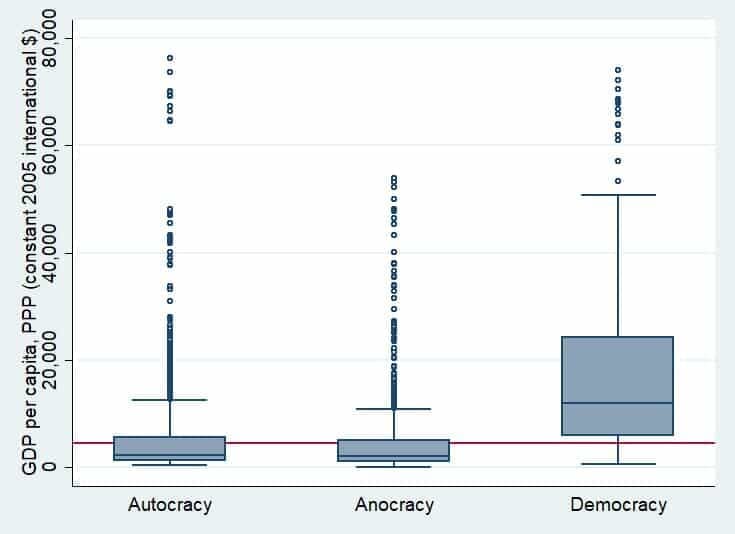 GDP per capita, PPP (constant 2005 international $)
80,000
60,000
40,000
20,000
0
Autocracy Anocracy Democracy